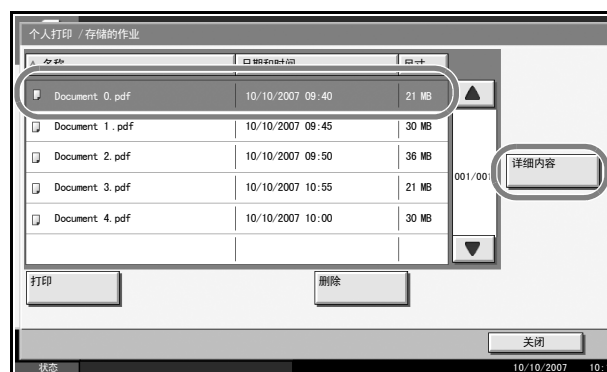 个人打印 /存储的作业
名称 日期和时间 尺寸
Document 0.pdf 10/10/2007 09:40 21 MB
Document 1.pdf 10/10/2007 09:45 30 MB
Document 2.pdf 10/10/2007 09:50 36 MB
Document 3.pdf 10/10/2007 10:55 21 MB
Document 4.pdf 10/10/2007 10:00 30 MB
001/001
详细内容
打印 删除
关闭
状态 10/10/2007 10: